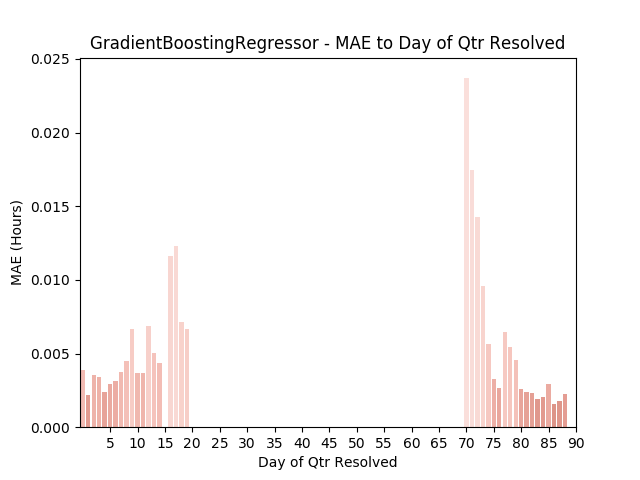 GradientBoostingRegressor - MAE to Day of Qtr Resolved
0.025
0.020
0.015
0.010
0.005
0.000
MAE (Hours)
5 10 15 20 25 30 35 40 45 50 55 60 65 70 75 80 85 90
Day of Qtr Resolved